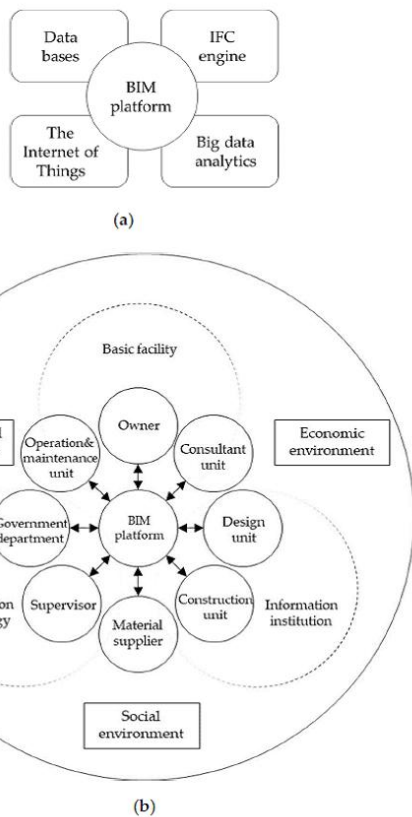 Data
bases
IFC
engine
BIM
platform
The
Internet of
Things
Big data
analytics
(a)
Basic facility
Owner
Operation&
maintenance
unit
Consultant
unit
Economic
environment
Government
department
BIM
platform
Design
unit
Supervisor
Construction
unit
Information
institution
Material
supplier
Social
environment
(b)